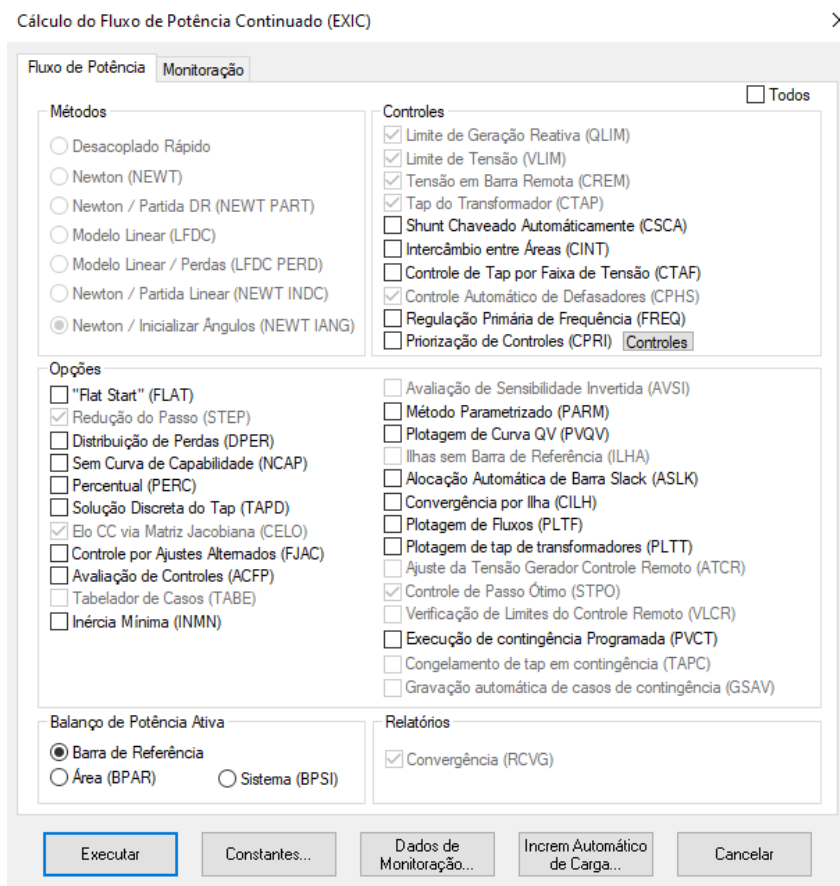 Cálculo do Fluxo de Potência Continuado (EXIC)
Fluxo de Potência
Monitoração
Todos
Métodos
Desacoplado Rápido
Newton (NEWT)
Newton / Partida DR (NEWT PART)
Modelo Linear (LFDC)
Modelo Linear / Perdas (LFDC PERD)
Newton / Partida Linear (NEWT INDC)
Newton / Inicializar Ângulos (NEWT IANG)
Controles
Limite de Geração Reativa (QLIM)
Limite de Tensão (VLIM)
Tensão em Barra Remota (CREM)
Tap do Transformador (CTAP)
Shunt Chaveado Automáticamente (CSCA)
Intercâmbio entre Áreas (CINT)
Controle de Tap por Faixa de Tensão (CTAF)
Controle Automático de Defasadores (CPHS)
Regulação Primária de Frequência (FREQ)
Priorização de Controles (CPRI) Controles
Opções
"Flat Start" (FLAT)
Redução do Passo (STEP)
Distribuição de Perdas (DPER)
Sem Curva de Capabilidade (NCAP)
Percentual (PERC)
Solução Discreta do Tap (TAPD)
Elo CC via Matriz Jacobiana (CELO)
Controle por Ajustes Alternados (FJAC)
Avaliação de Controles (ACFP)
Tabelador de Casos (TABE)
Inércia Mínima (INMN)
Avaliação de Sensibilidade Invertida (AVSI)
Método Parametrizado (PARM)
Plotagem de Curva QV (PVQV)
Ilhas sem Barra de Referência (ILHA)
Alocação Automática de Barra Slack (ASLK)
Convergência por Ilha (CILH)
Plotagem de Fluxos (PLTF)
Plotagem de tap de transformadores (PLTT)
Ajuste da Tensão Gerador Controle Remoto (ATCR)
Controle de Passo Ótimo (STPO)
Verificação de Limites do Controle Remoto (VLCR)
Execução de contingência Programada (PVCT)
Congelamento de tap em contingência (TAPC)
Gravação automática de casos de contingência (GSAV)
Balanço de Potência Ativa
Barra de Referência
Área (BPAR)
Sistema (BPSI)
Relatórios
Convergência (RCVG)
Executar
Constantes...
Dados de
Monitoração...
Increm Automático
de Carga...
Cancelar